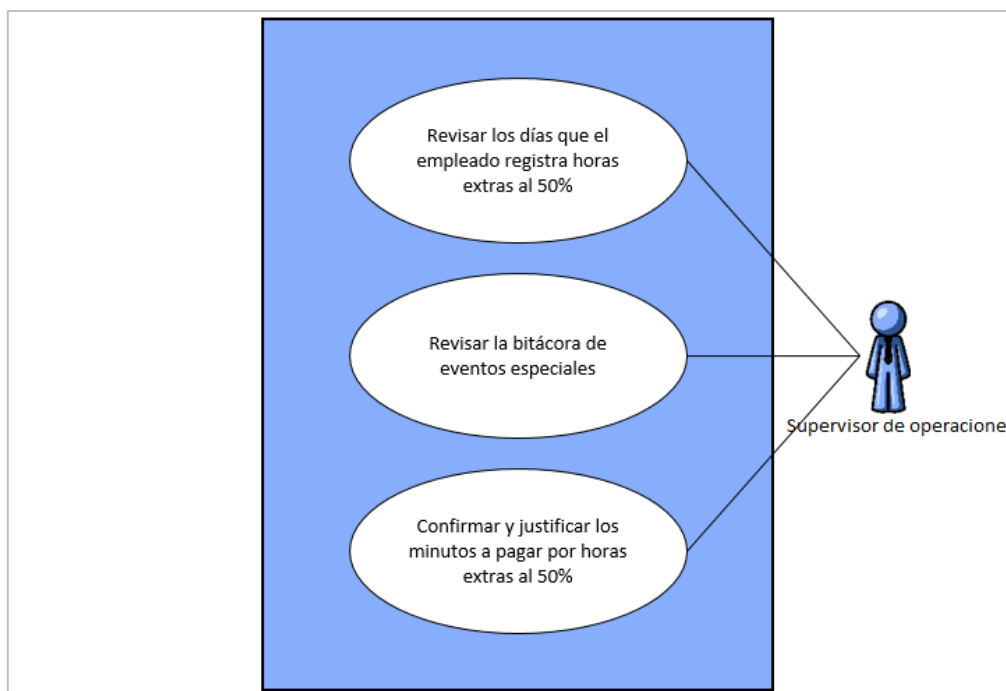 Revisar los días que el
empleado registra horas
extras al 50%
Revisar la bitácora de
eventos especiales
Supervisor de operacione
Confirmar y justificar los
minutos a pagar por horas
extras al 50%